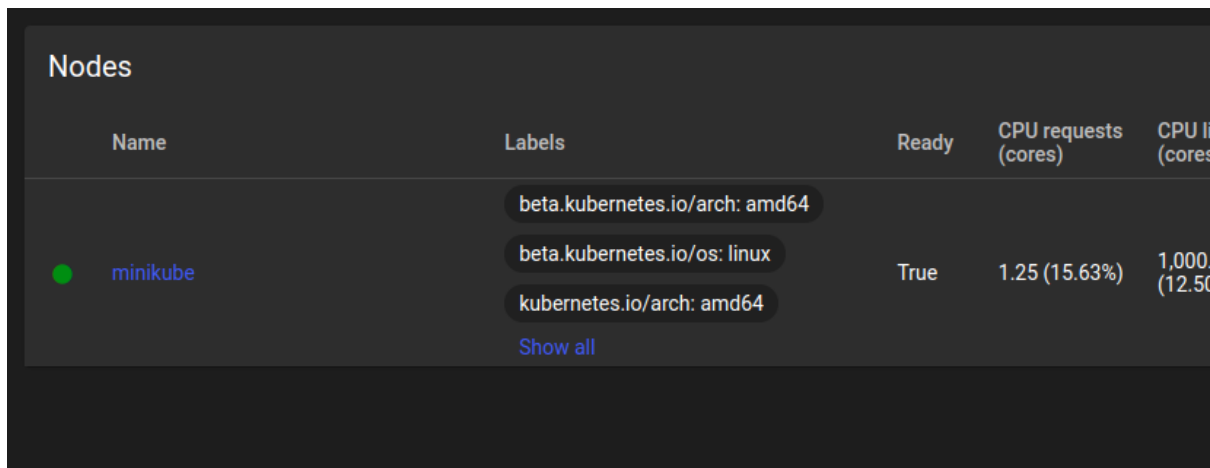 Nodes
Name Labels Ready CPU requests (cores)
beta.kubernetes.io/arch: amd64
beta.kubernetes.io/os: linux
minikube True 1.25 (15.63%)
kubernetes.io/arch: amd64
Show all